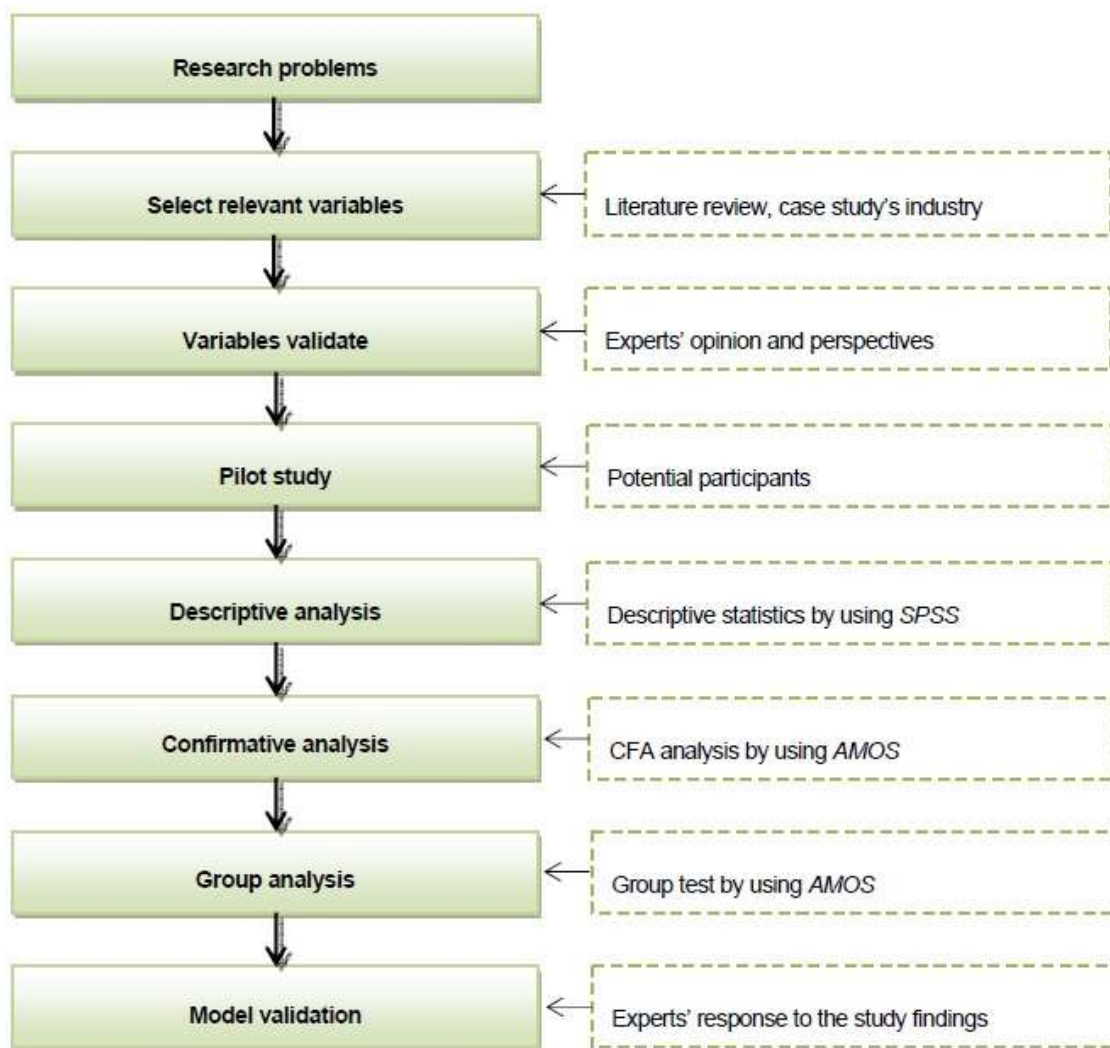 Research problems
Select relevant variables
Literature review, case study’s industry
Variables validate
Experts’ opinion and perspectives
Pilot study
Potential participants
Descriptive analysis
Descriptive statistics by using SPSS
Confirmative analysis
CFA analysis by using AMOS
Group analysis
Group test by using AMOS
Model validation
Experts’ response to the study findings